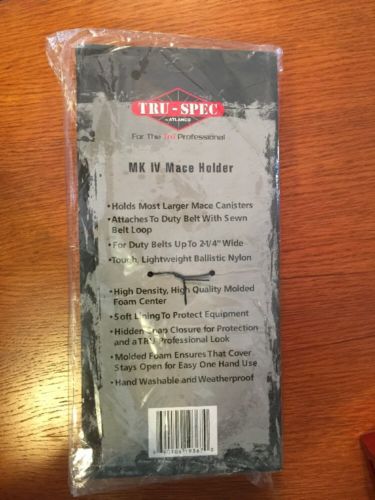 TRU-SPEC
BY ATLANCO
For The TRU Professional
MK IV Mace Holder
•Holds Most Larger Mace Canisters
•Attaches To Duty Belt With Sewn
Belt Loop
•For Duty Belts Up To 2-1/4" Wide
•Tough, Lightweight Ballistic Nylon
•High Density, High Quality Molded
Foam Center
•Soft Lining To Protect Equipment
•Hidden Snap Closure for Protection
and a TRU Professional Look
•Molded Foam Ensures That Cover
Stays Open for Easy One Hand Use
•Hand Washable and Weatherproof